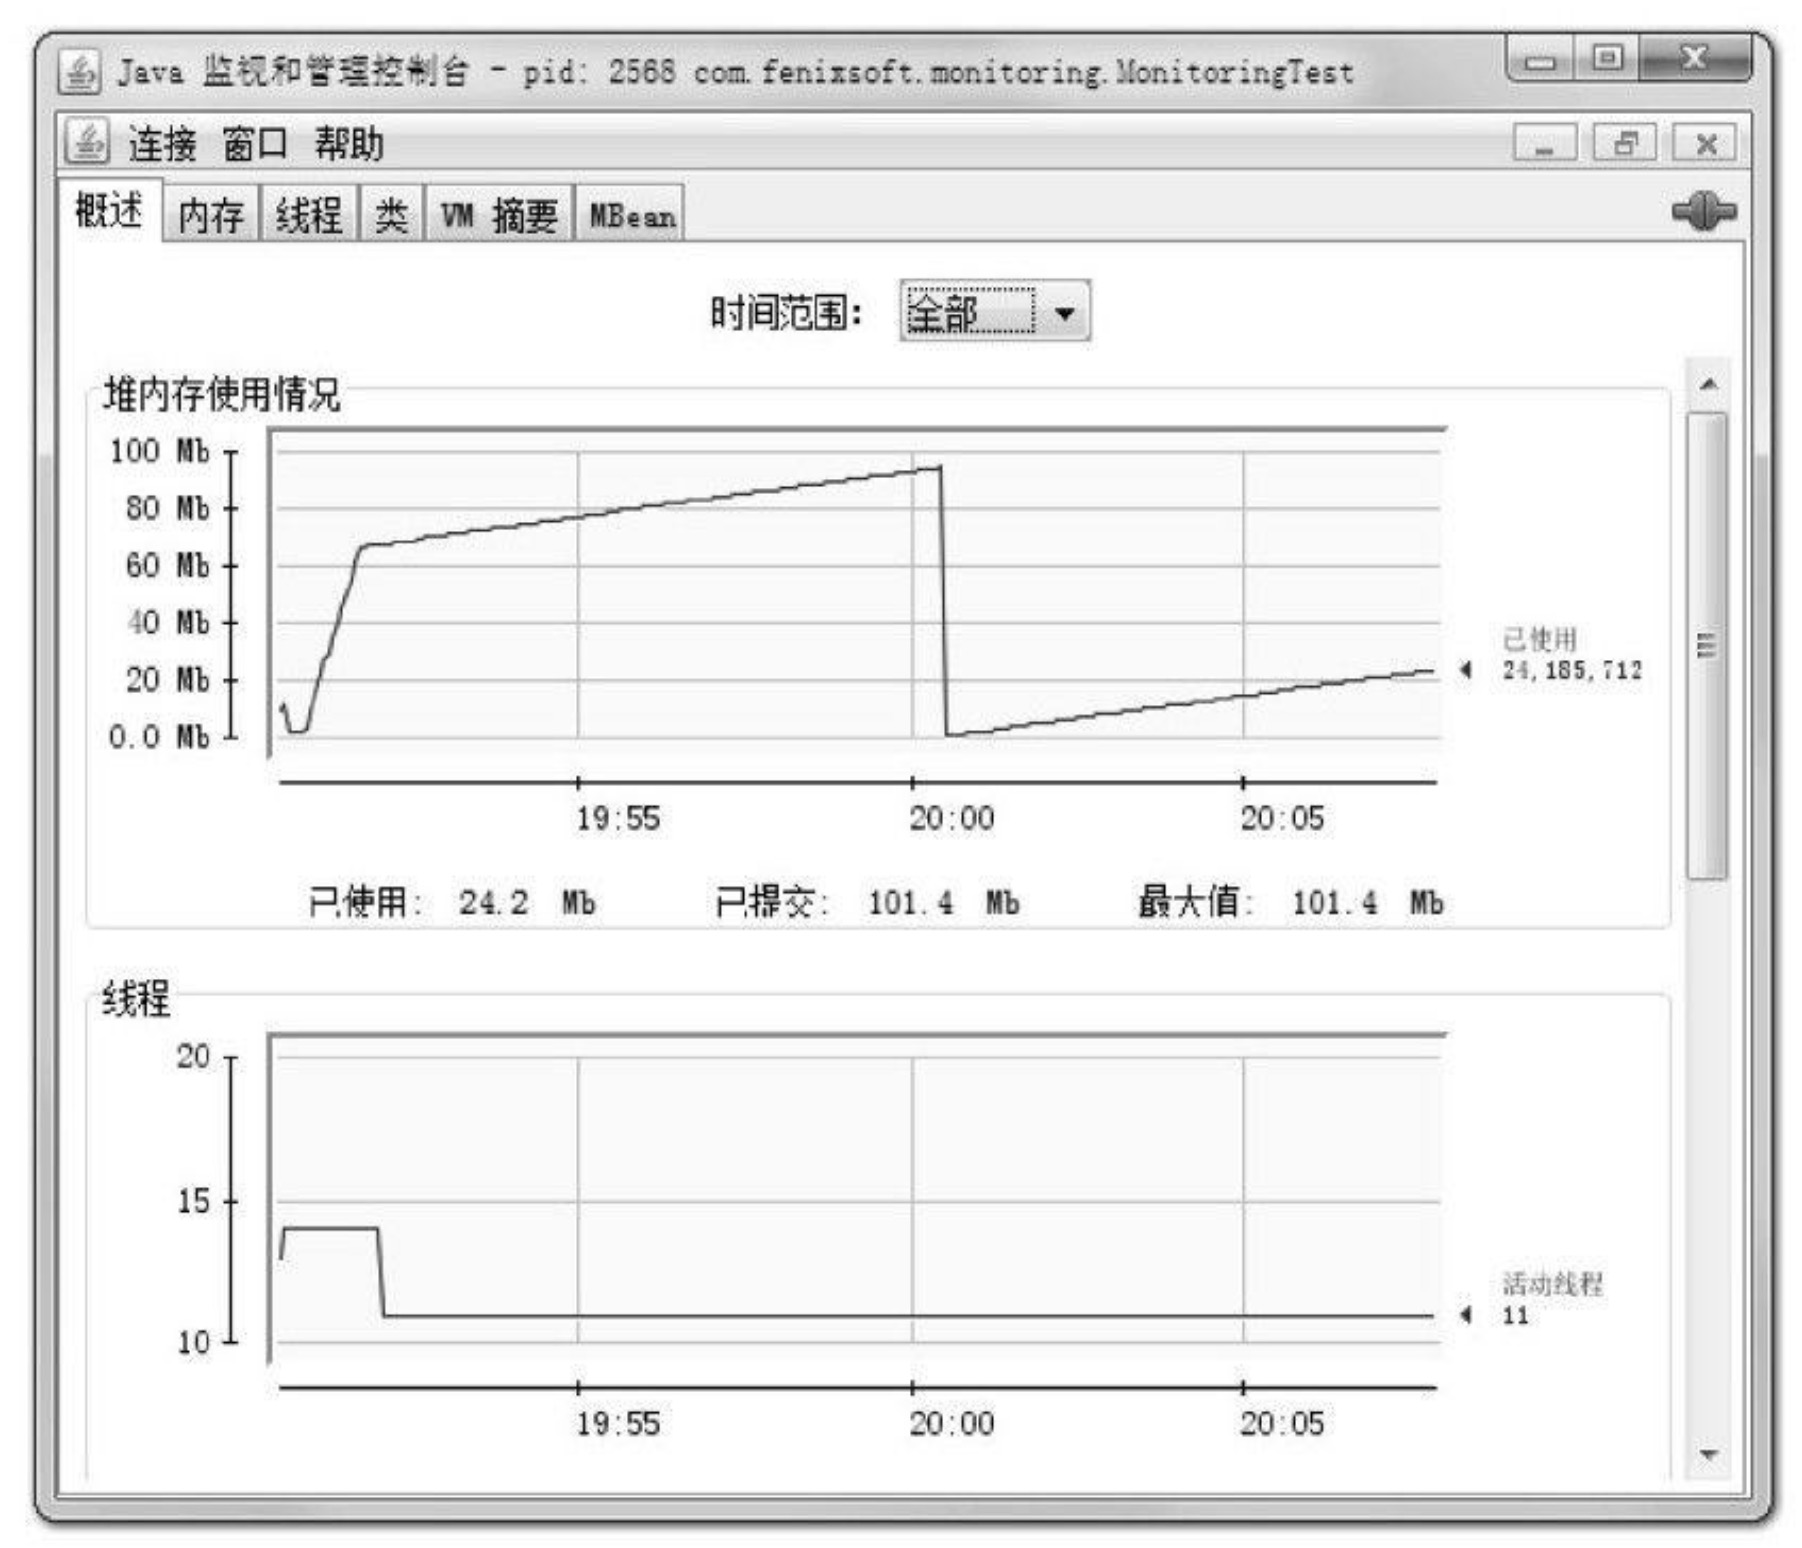 Java 监视和管理控制台 - pid: 2568 com.fenixsoft.monitoring.MonitoringTest
连接 窗口 帮助
概述 内存 线程 类 VM 摘要 MBean
时间范围: 全部
堆内存使用情况
100 Mb
80 Mb
60 Mb
40 Mb
20 Mb
0.0 Mb
已使用
24,185,712
19:55 20:00 20:05
已使用: 24.2 Mb 已提交: 101.4 Mb 最大值: 101.4 Mb
线程
20
15
10
活动线程
11
19:55 20:00 20:05